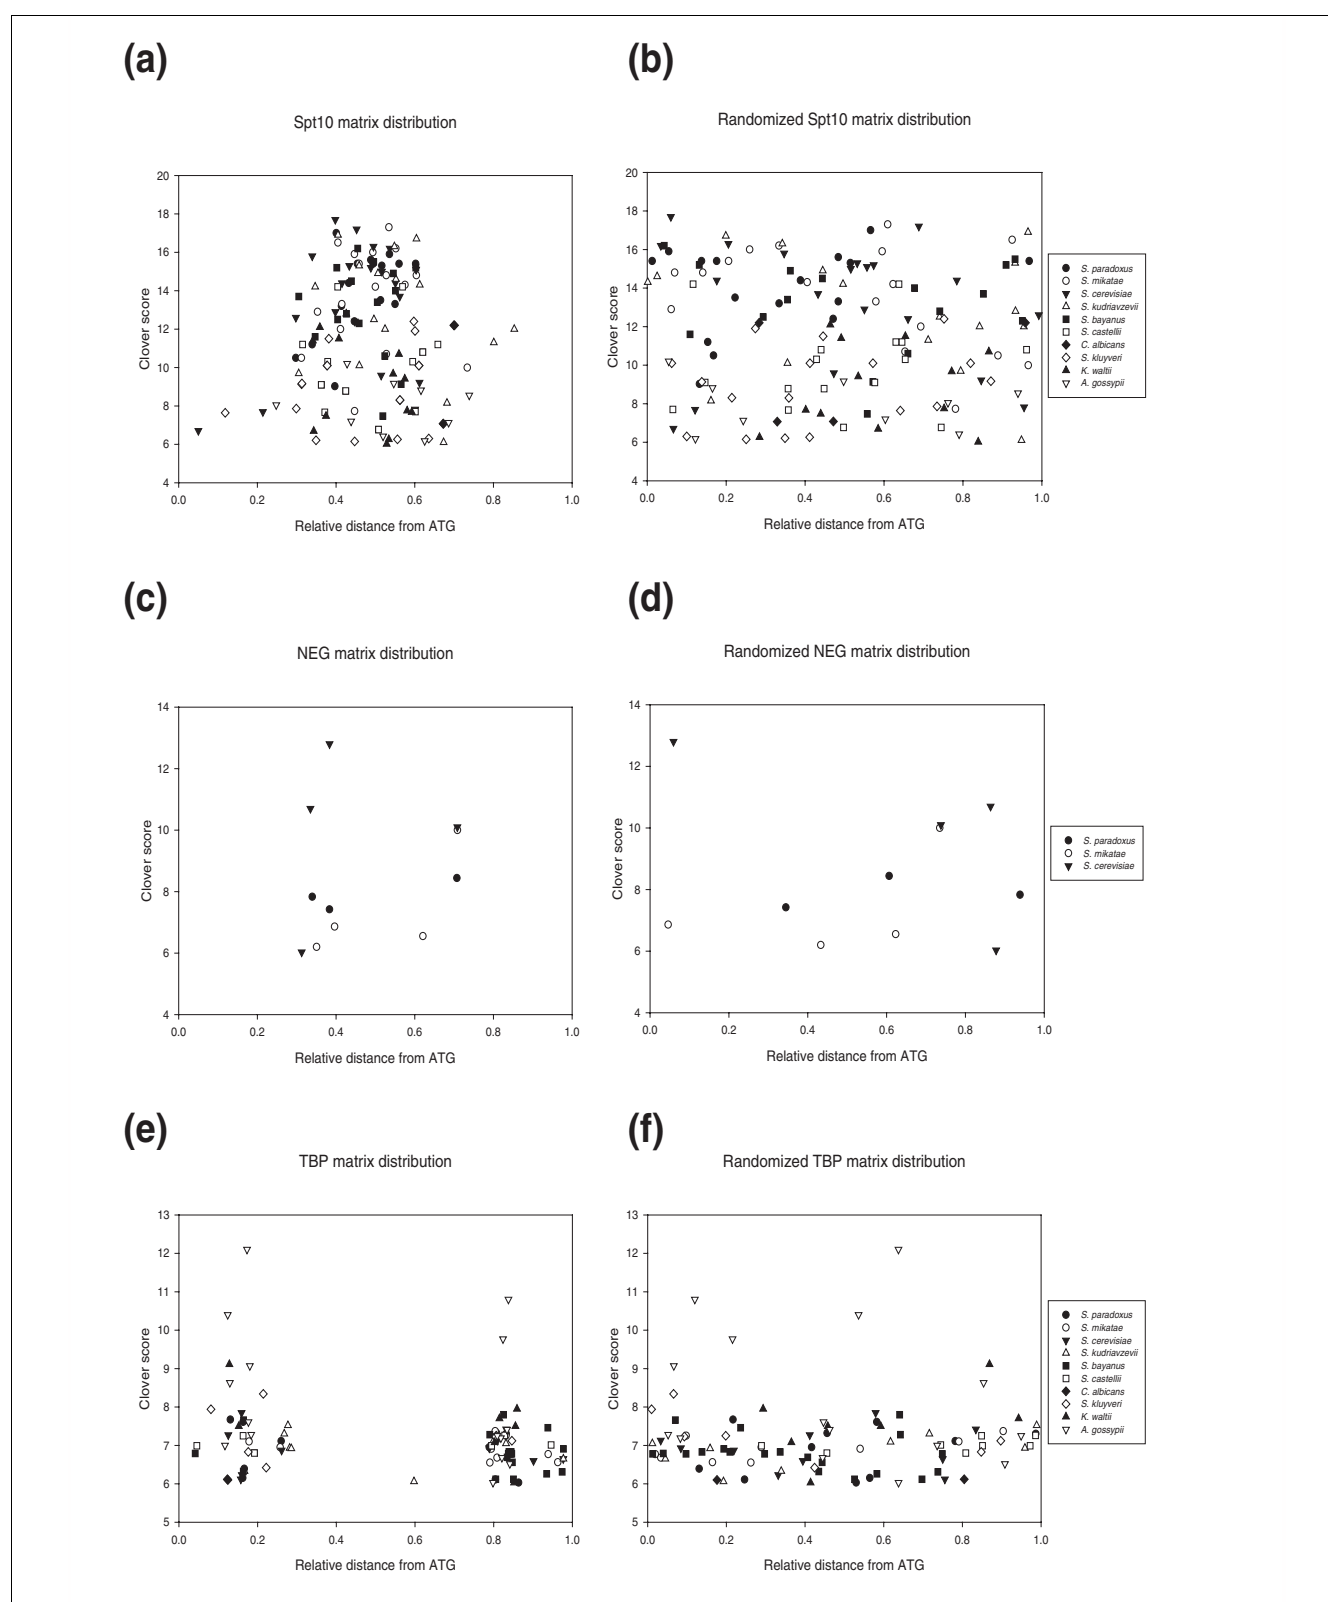 (a)
Spt10 matrix distribution
Clover score
20
18
16
14
12
10
8
6
4
0.0 0.2 0.4 0.6 0.8 1.0
Relative distance from ATG
(b)
Randomized Spt10 matrix distribution
Clover score
20
18
16
14
12
10
8
6
4
0.0 0.2 0.4 0.6 0.8 1.0
Relative distance from ATG
S. paradoxus
S. mikatae
S. cerevisiae
S. kudriavzevii
S. bayanus
S. castellii
C. albicans
S. kluyveri
K. waltii
A. gossypii
(c)
NEG matrix distribution
Clover score
14
12
10
8
6
4
0.0 0.2 0.4 0.6 0.8 1.0
Relative distance from ATG
(d)
Randomized NEG matrix distribution
Clover score
14
12
10
8
6
4
0.0 0.2 0.4 0.6 0.8 1.0
Relative distance from ATG
S. paradoxus
S. mikatae
S. cerevisiae
(e)
TBP matrix distribution
Clover score
13
12
11
10
9
8
7
6
5
0.0 0.2 0.4 0.6 0.8 1.0
Relative distance from ATG
(f)
Randomized TBP matrix distribution
Clover score
13
12
11
10
9
8
7
6
5
0.0 0.2 0.4 0.6 0.8 1.0
Relative distance from ATG
S. paradoxus
S. mikatae
S. cerevisiae
S. kudriavzevii
S. bayanus
S. castellii
C. albicans
S. kluyveri
K. waltii
A. gossypii